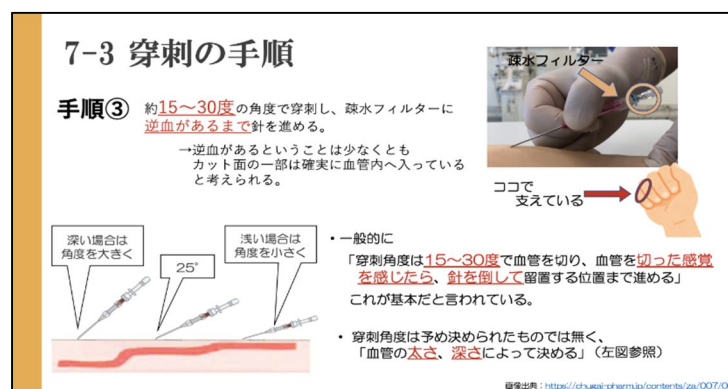 7-3 穿刺の手順
手順③
約15～30度の角度で穿刺し、疎水フィルターに
逆血があるまで針を進める。
→逆血があるということは少なくとも
カット面の一部は確実に血管内へ入っている
と考えられる。
疎水フィルター
ココで
支えている
深い場合は
角度を大きく
25°
浅い場合は
角度を小さく
・一般的に
「穿刺角度は15～30度で血管を切り、血管を切った感覚
を感じたら、針を倒して留置する位置まで進める」
これが基本だと言われている。
・ 穿刺角度は予め決められたものでは無く、
「血管の太さ、深さによって決める」（左図参照）
画像出典：https://chugai-pharm.jp/contents/za/007/0